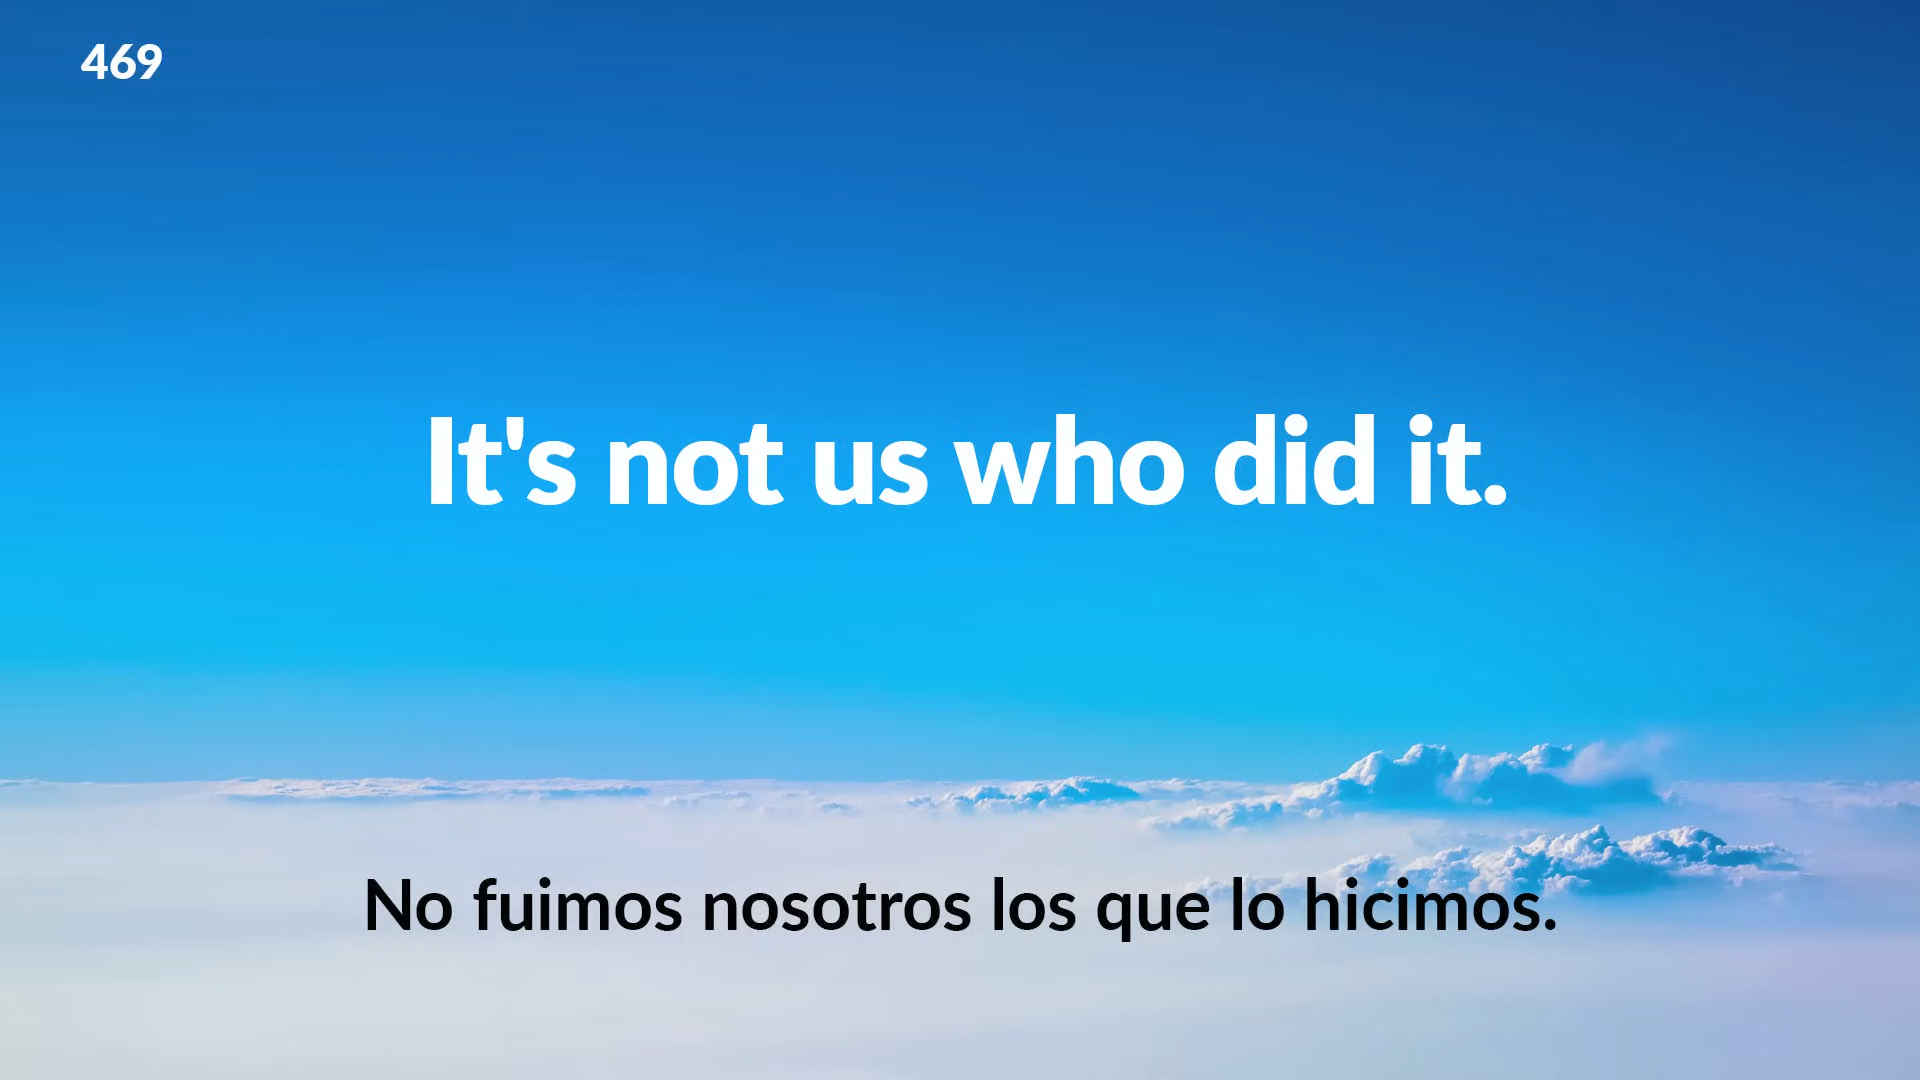 469
It's not us who did it.
No fuimos nosotros los que lo hicimos.